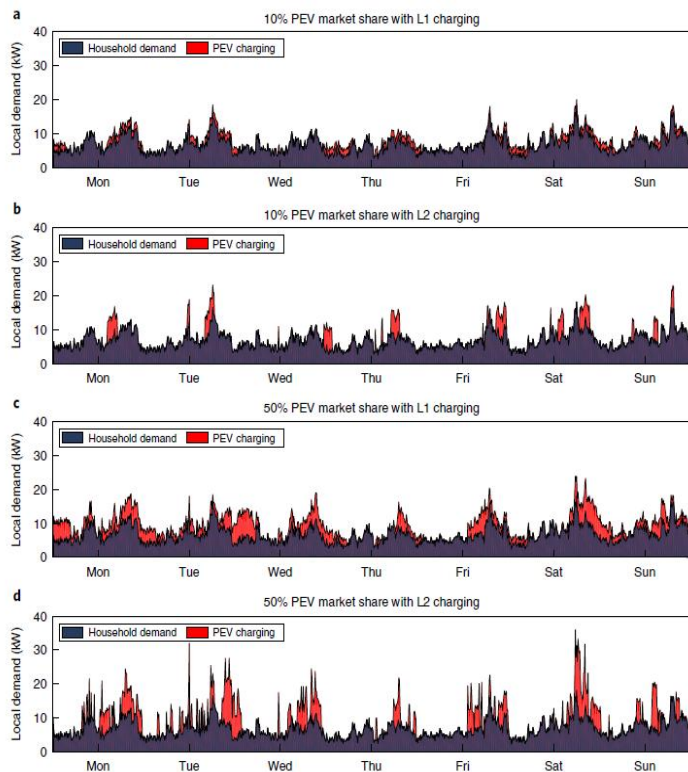 a
10% PEV market share with L1 charging
40
30
20
10
0
Local demand (kW)
Household demand PEV charging
Mon Tue Wed Thu Fri Sat Sun
b
10% PEV market share with L2 charging
40
30
20
10
0
Local demand (kW)
Household demand PEV charging
Mon Tue Wed Thu Fri Sat Sun
c
50% PEV market share with L1 charging
40
30
20
10
0
Local demand (kW)
Household demand PEV charging
Mon Tue Wed Thu Fri Sat Sun
d
50% PEV market share with L2 charging
40
30
20
10
0
Local demand (kW)
Household demand PEV charging
Mon Tue Wed Thu Fri Sat Sun